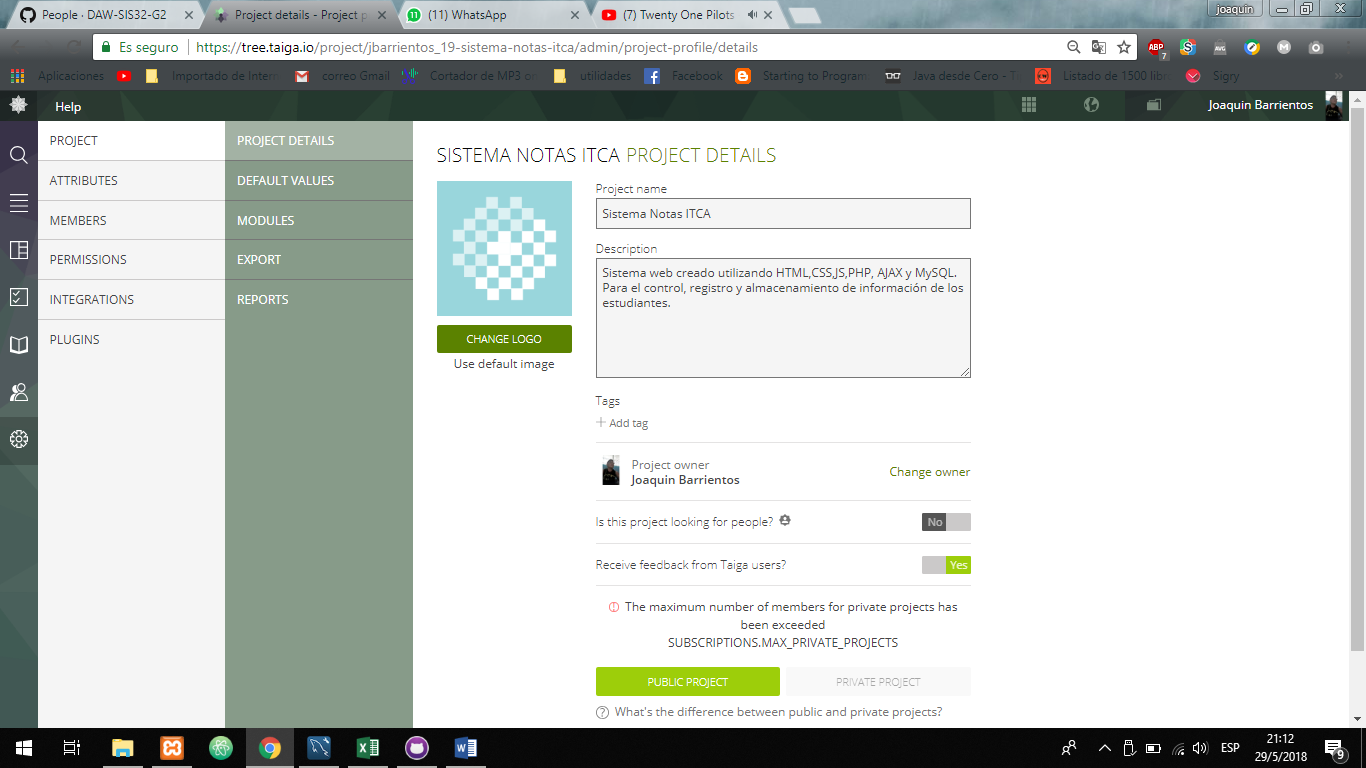 People · DAW-SIS32-G2
Project details - Project p
(11) WhatsApp
(7) Twenty One Pilots
joaquin
Es seguro
https://tree.taiga.io/project/jbarrientos_19-sistema-notas-itca/admin/project-profile/details
Aplicaciones
Importado de Inter
correo Gmail
Cortador de MP3 on
utilidades
Facebook
Starting to Program
Java desde Cero - T
Listado de 1500 libr
Sigry
Help
Joaquin Barrientos
PROJECT
ATTRIBUTES
MEMBERS
PERMISSIONS
INTEGRATIONS
PLUGINS
PROJECT DETAILS
DEFAULT VALUES
MODULES
EXPORT
REPORTS
SISTEMA NOTAS ITCA PROJECT DETAILS
CHANGE LOGO
Use default image
Project name
Sistema Notas ITCA
Description
Sistema web creado utilizando HTML,CSS,JS,PHP, AJAX y MySQL.
Para el control, registro y almacenamiento de información de los
estudiantes.
Tags
+ Add tag
Project owner
Joaquin Barrientos
Change owner
Is this project looking for people?
No
Receive feedback from Taiga users?
Yes
The maximum number of members for private projects has
been exceeded
SUBSCRIPTIONS.MAX_PRIVATE_PROJECTS
PUBLIC PROJECT
PRIVATE PROJECT
What's the difference between public and private projects?
ESP
21:12
29/5/2018
9